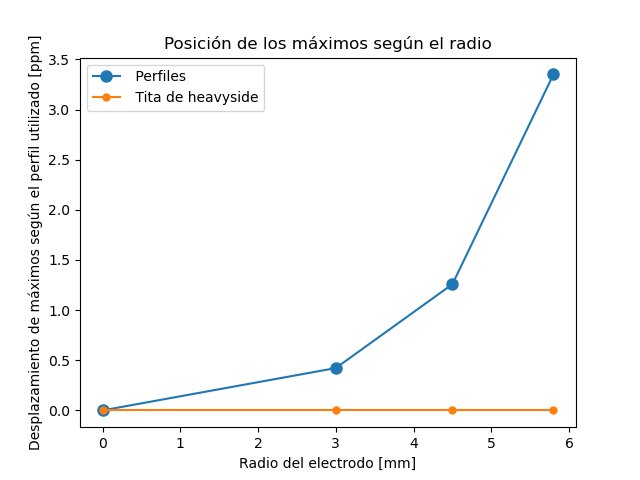 Posición de los máximos según el radio
Desplazamiento de máximos según el perfil utilizado [ppm]
3.5
3.0
2.5
2.0
1.5
1.0
0.5
0.0
Perfiles
Tita de heavyside
0 1 2 3 4 5 6
Radio del electrodo [mm]